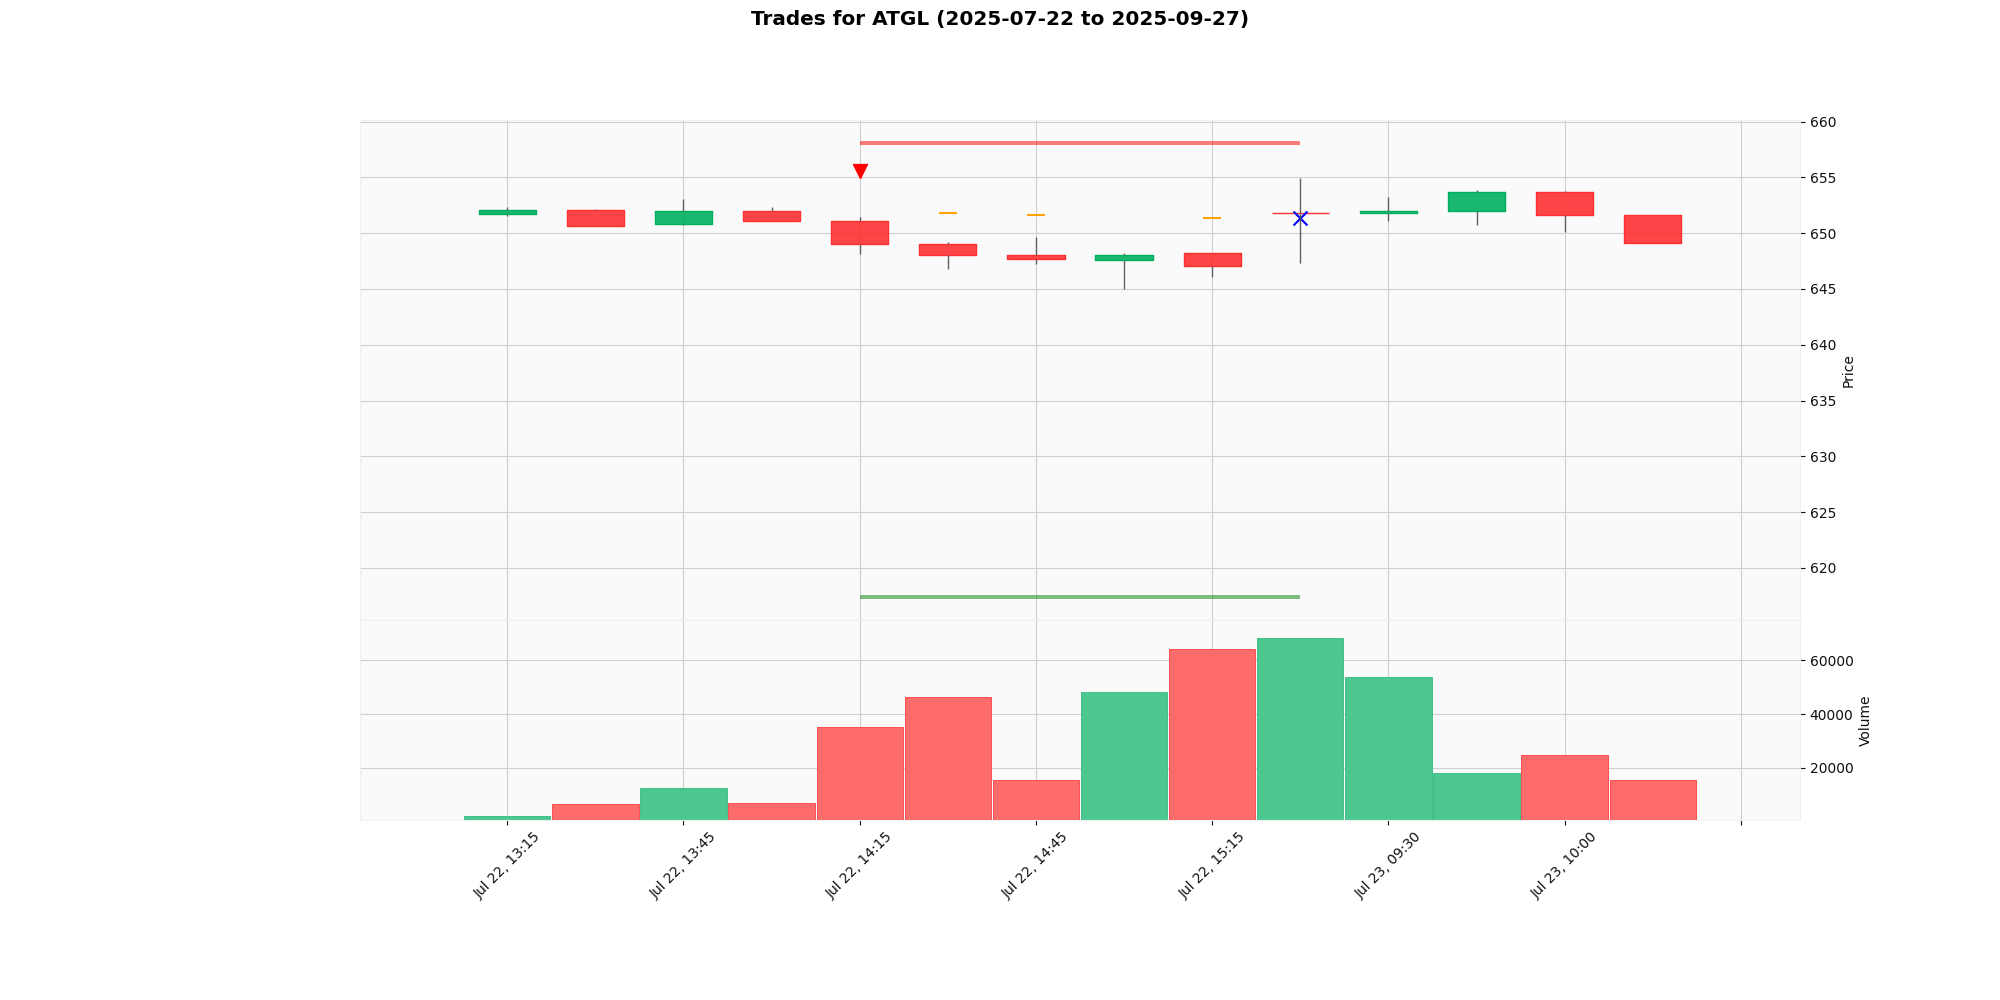 Trades for ATGL (2025-07-22 to 2025-09-27)
660
655
650
645
640
635
630
625
620
Price
60000
40000
20000
Volume
Jul 22, 13:15
Jul 22, 13:45
Jul 22, 14:15
Jul 22, 14:45
Jul 22, 15:15
Jul 23, 09:30
Jul 23, 10:00